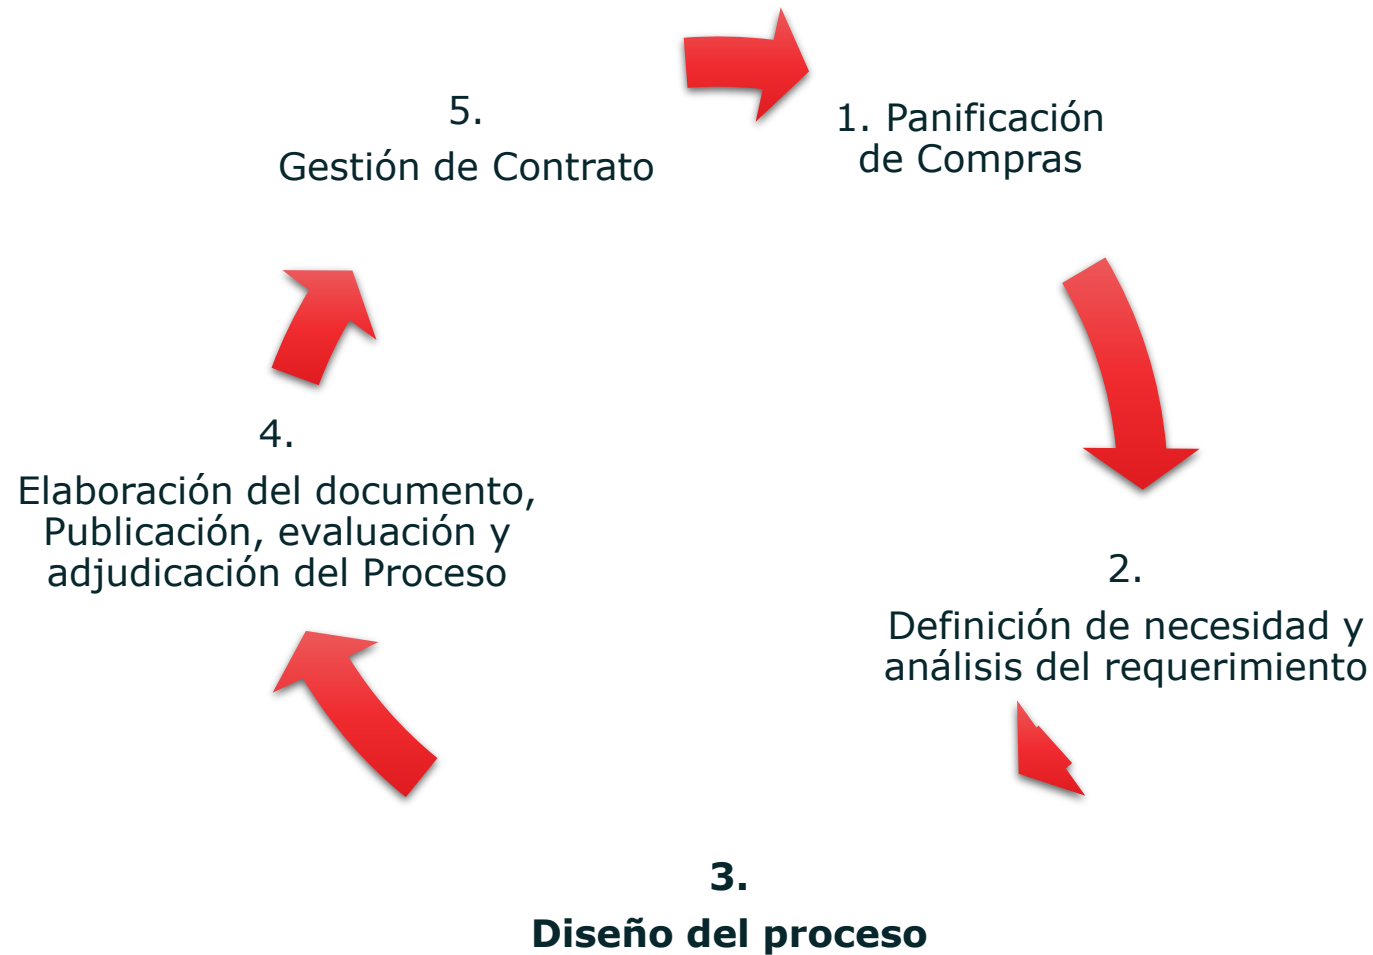 1. Panificación
de Compras
2.
Definición de necesidad y
análisis del requerimiento
3.
Diseño del proceso
4.
Elaboración del documento,
Publicación, evaluación y
adjudicación del Proceso
5.
Gestión de Contrato